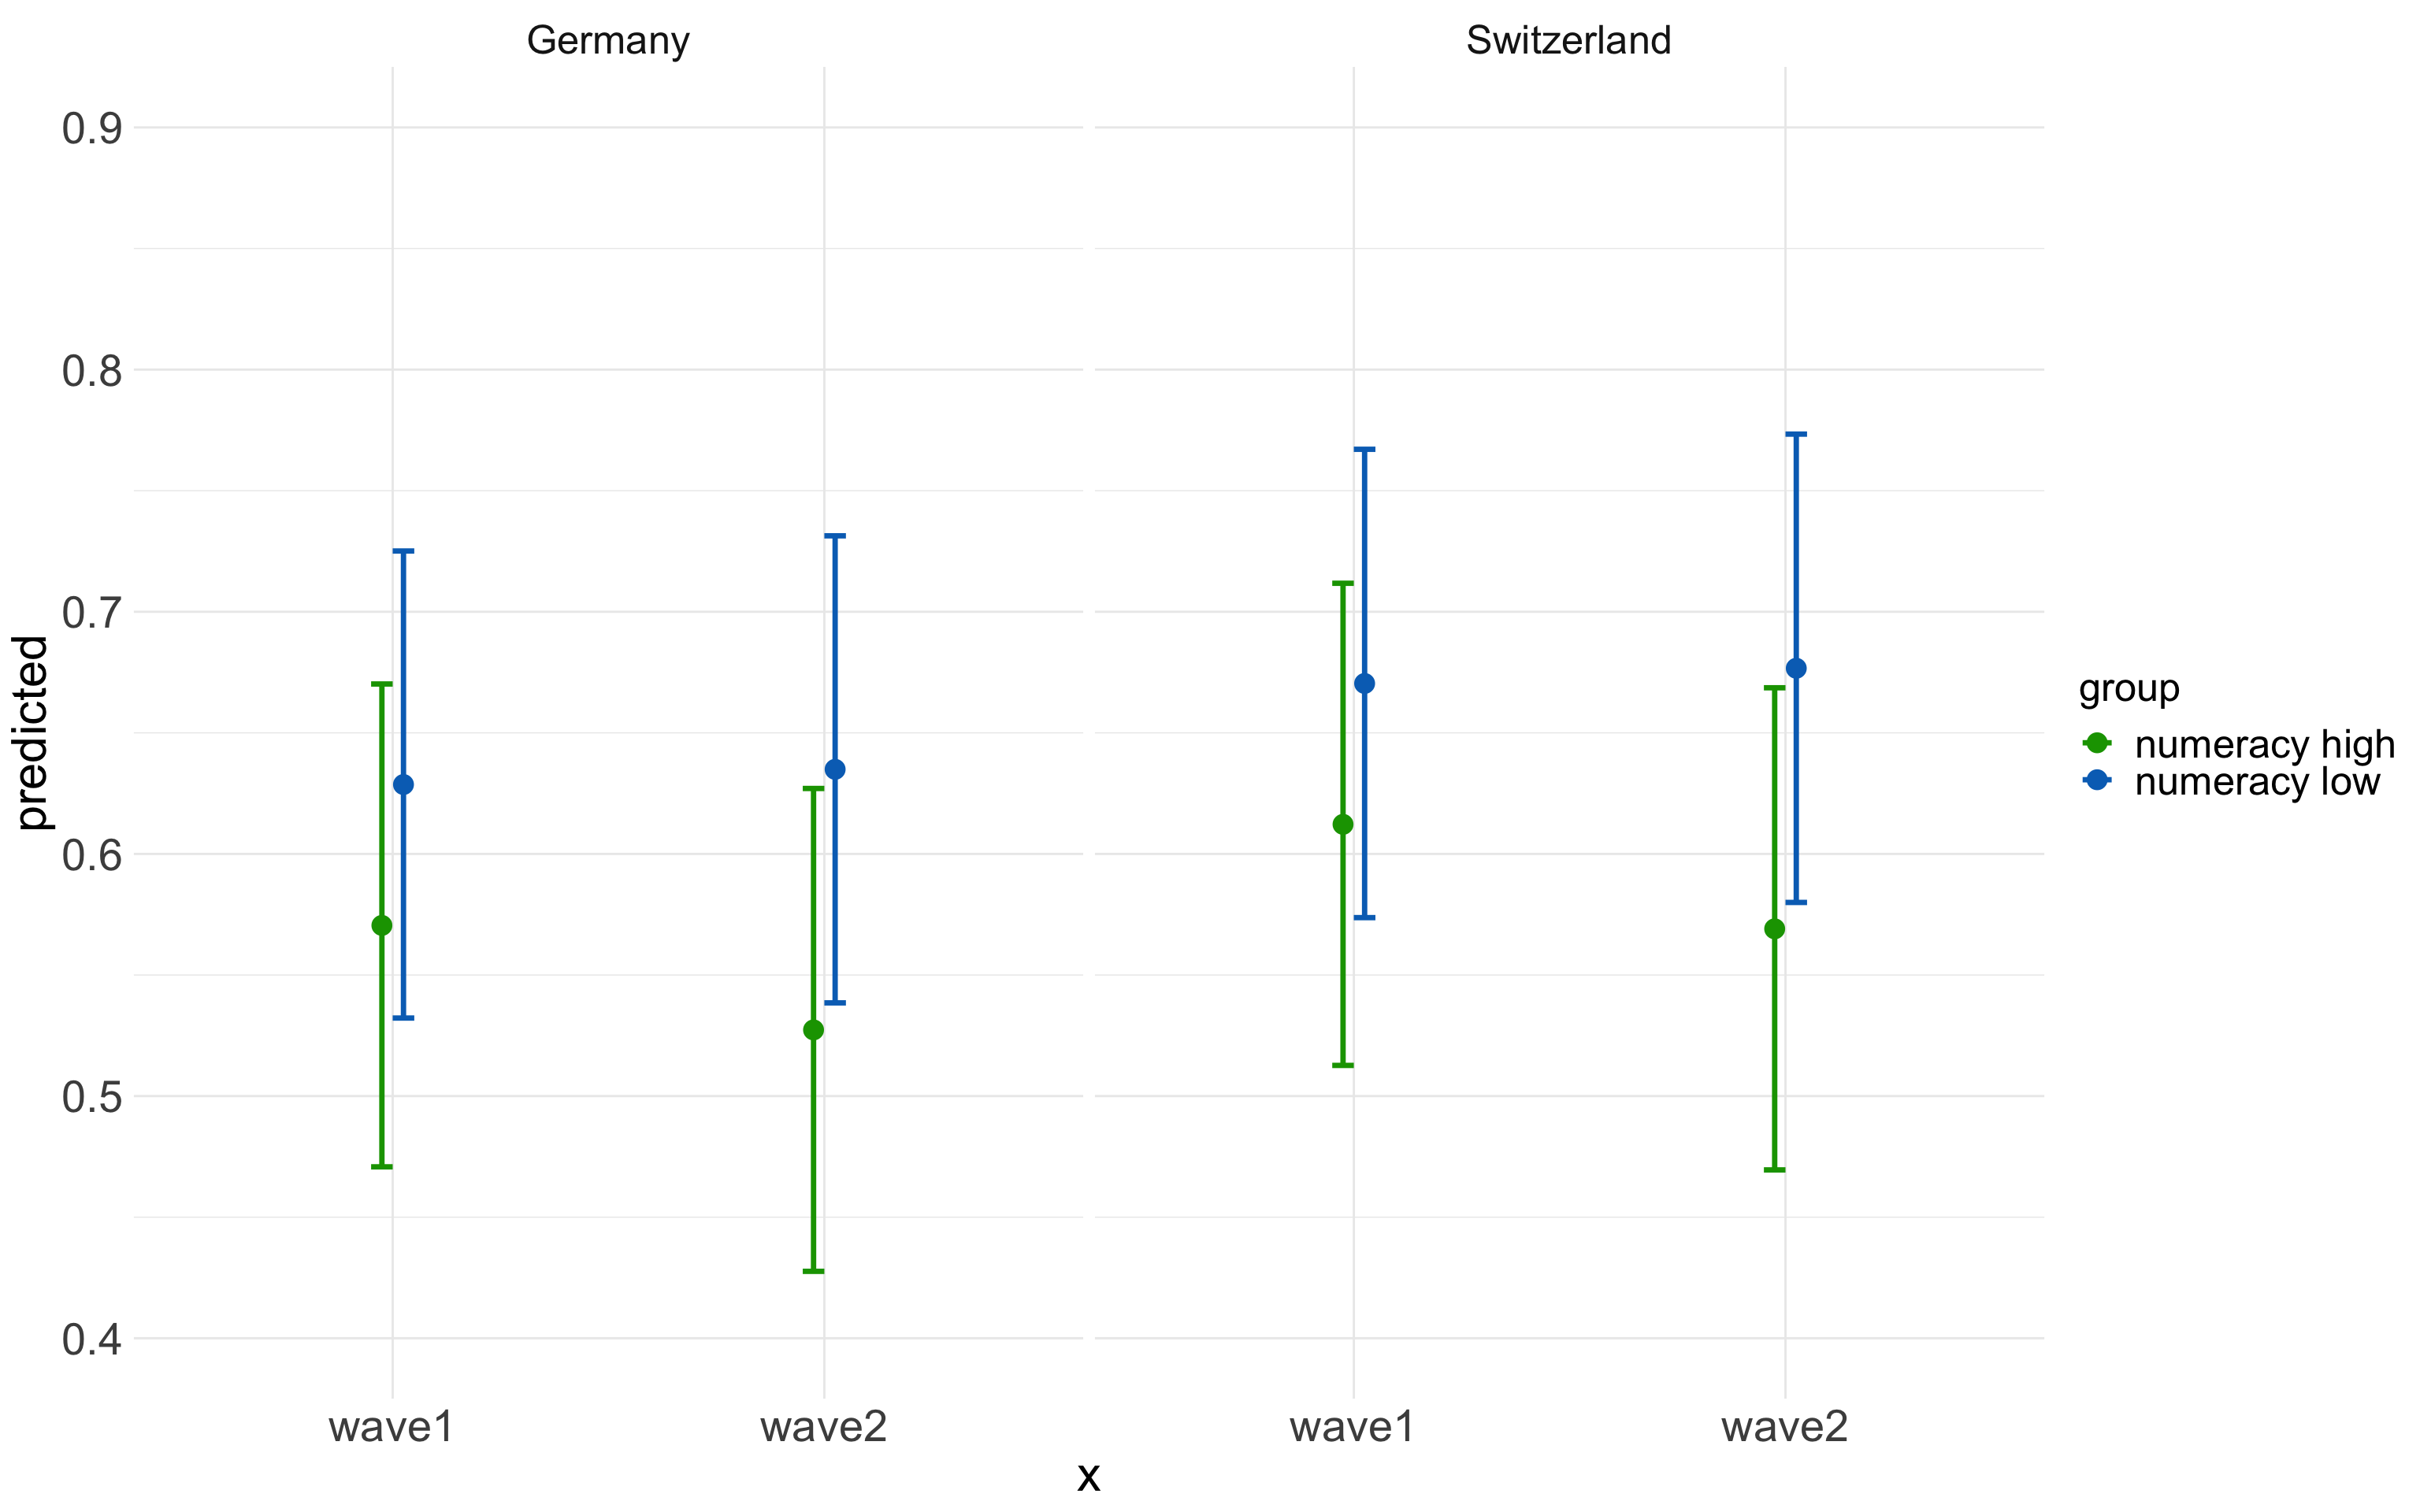 Germany
Switzerland
0.9
0.8
0.7
0.6
0.5
0.4
predicted
wave1
wave2
wave1
wave2
x
group
numeracy high
numeracy low